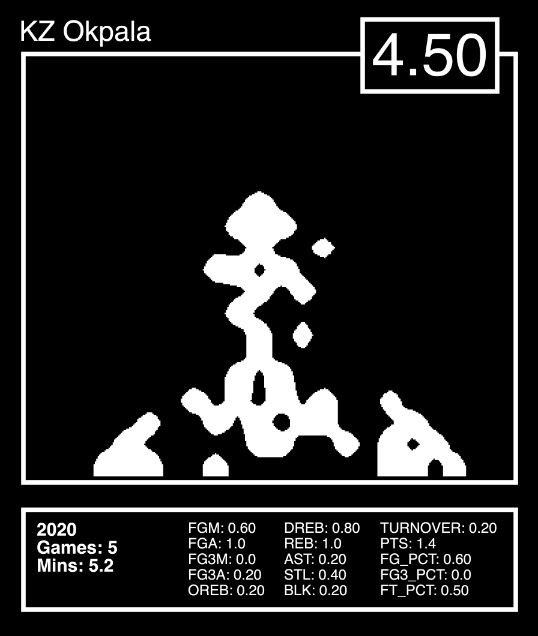 KZ Okpala
4.50
2020
Games: 5
Mins: 5.2
FGM: 0.60
FGA: 1.0
FG3M: 0.0
FG3A: 0.20
OREB: 0.20
DREB: 0.80
REB: 1.0
AST: 0.20
STL: 0.40
BLK: 0.20
TURNOVER: 0.20
PTS: 1.4
FG_PCT: 0.60
FG3_PCT: 0.0
FT_PCT: 0.50